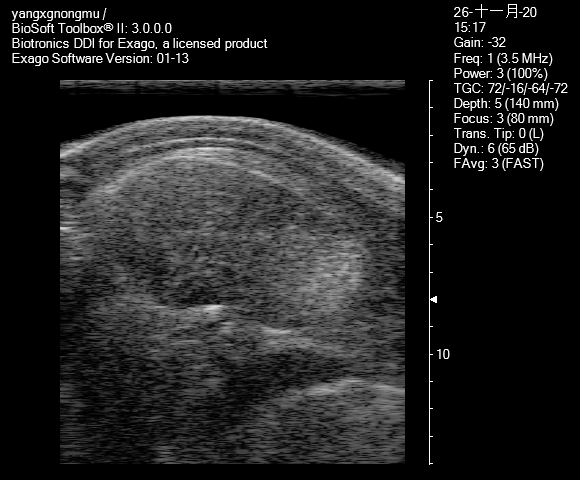 yangxgnongmu /
BioSoft Toolbox® II: 3.0.0.0
Biotronics DDI for Exago, a licensed product
Exago Software Version: 01-13
26-十一月-20
15:17
Gain: -32
Freq: 1 (3.5 MHz)
Power: 3 (100%)
TGC: 72/-16/-64/-72
Depth: 5 (140 mm)
Focus: 3 (80 mm)
Trans. Tip: 0 (L)
Dyn.: 6 (65 dB)
FAvg: 3 (FAST)
5
10